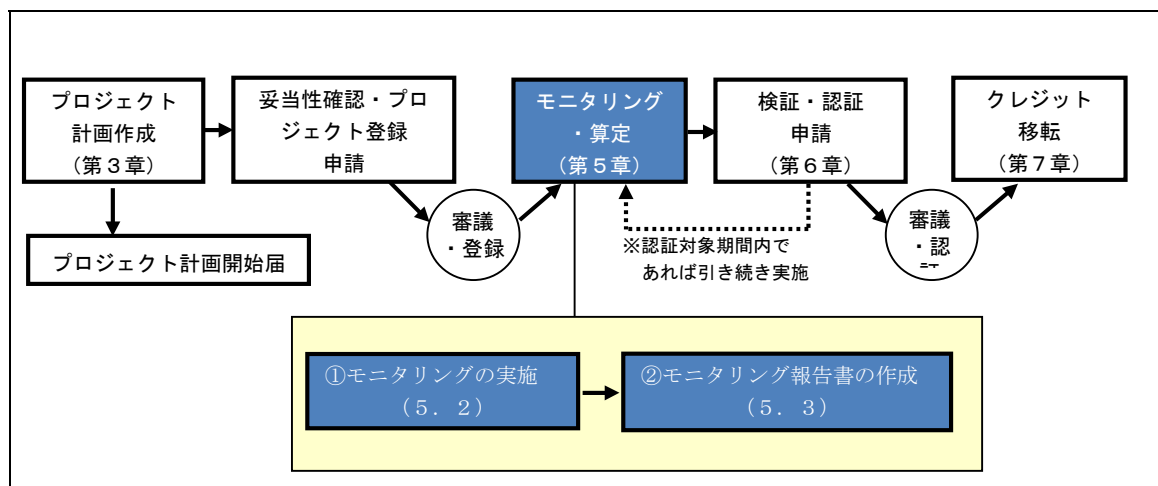 プロジェクト
計画作成
(第3章)
妥当性確認・プロ
ジェクト登録
申請
モニタリング
・算定
(第5章)
検証・認証
申請
(第6章)
クレジット
移転
(第7章)
審議
・登録
審議
・認
プロジェクト計画開始届
※認証対象期間内で
あれば引き続き実施
①モニタリングの実施
(5.2)
②モニタリング報告書の作成
(5.3)